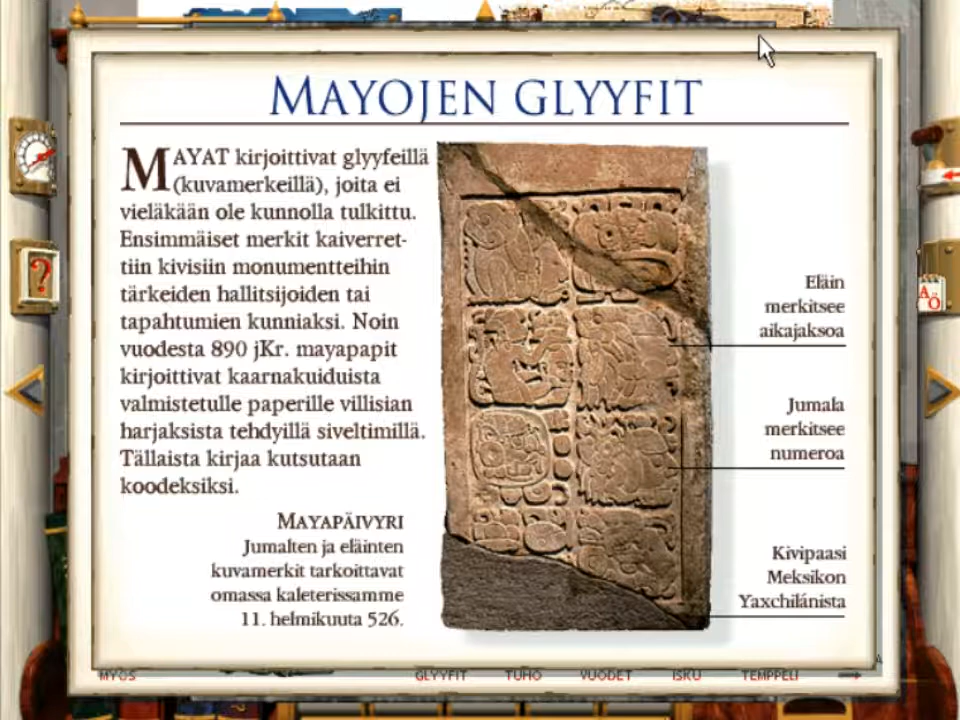 MAYOJEN GLYYFIT
MAYAT kirjoittivat glyyfeillä
(kuvamerkeillä), joita ei
vieläkään ole kunnolla tulkittu.
Ensimmäiset merkit kaiverret-
tiin kivisiin monumentteihin
tärkeiden hallitsijoiden tai
tapahtumien kunniaksi. Noin
vuodesta 890 jKr. mayapapit
kirjoittivat kaarnakuiduista
valmistetulle paperille villisian
harjaksista tehdyillä siveltimillä.
Tällaista kirjaa kutsutaan
koodeksiksi.
MAYAPÄIVYRI
Jumalten ja eläinten
kuvamerkit tarkoittavat
omassa kaleterissamme
11. helmikuuta 526.
Eläin
merkitsee
aikajaksoa
Jumala
merkitsee
numeroa
Kivipaasi
Meksikon
Yaxchilánista
?
A Ö
MYÖS
GLYYFIT TUHO VUODET ISKU TEMPPELI